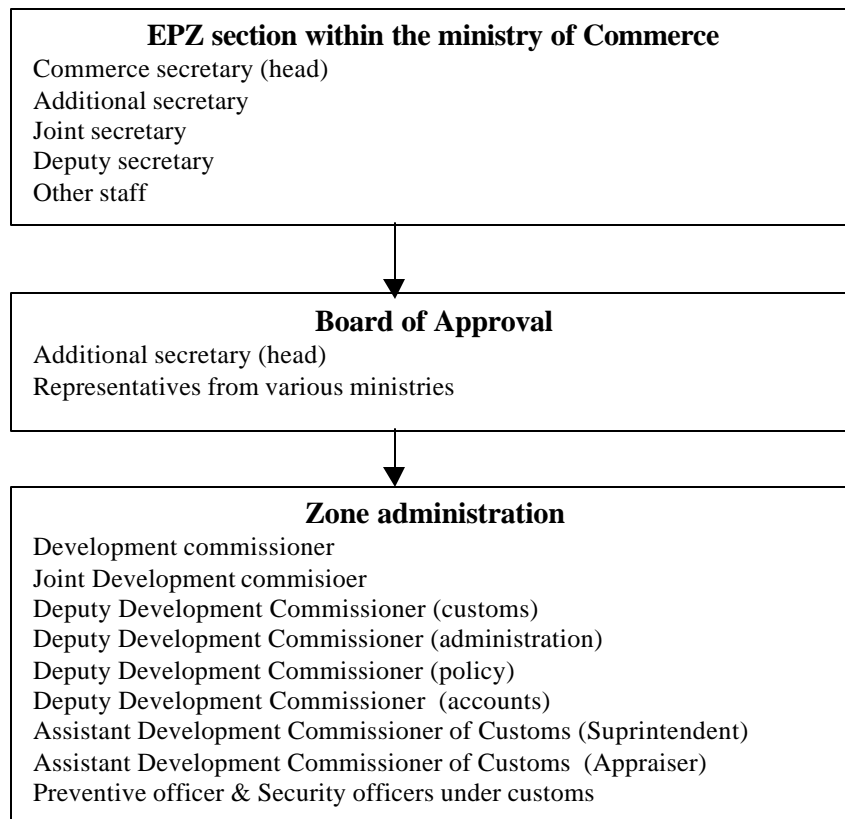 EPZ section within the ministry of Commerce
Commerce secretary (head)
Additional secretary
Joint secretary
Deputy secretary
Other staff
Board of Approval
Additional secretary (head)
Representatives from various ministries
Zone administration
Development commissioner
Joint Development commisioer
Deputy Development Commissioner (customs)
Deputy Development Commissioner (administration)
Deputy Development Commissioner (policy)
Deputy Development Commissioner (accounts)
Assistant Development Commissioner of Customs (Suprintendent)
Assistant Development Commissioner of Customs (Appraiser)
Preventive officer & Security officers under customs